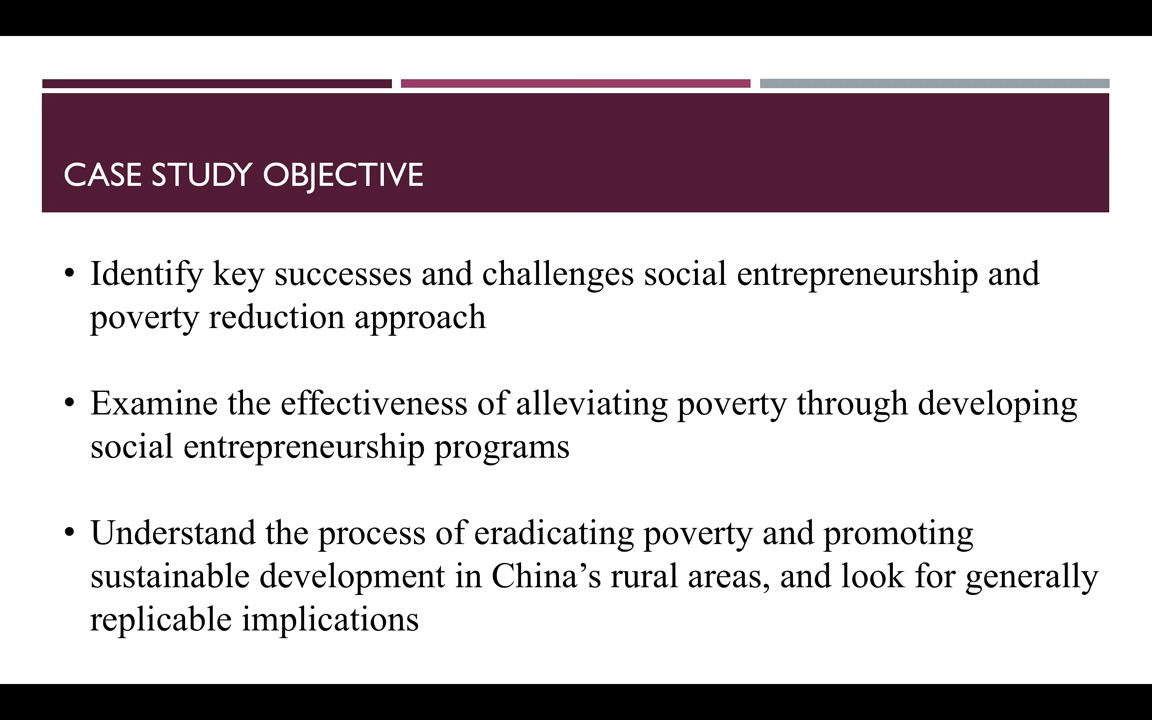 CASE STUDY OBJECTIVE
• Identify key successes and challenges social entrepreneurship and
poverty reduction approach
• Examine the effectiveness of alleviating poverty through developing
social entrepreneurship programs
• Understand the process of eradicating poverty and promoting
sustainable development in China’s rural areas, and look for generally
replicable implications